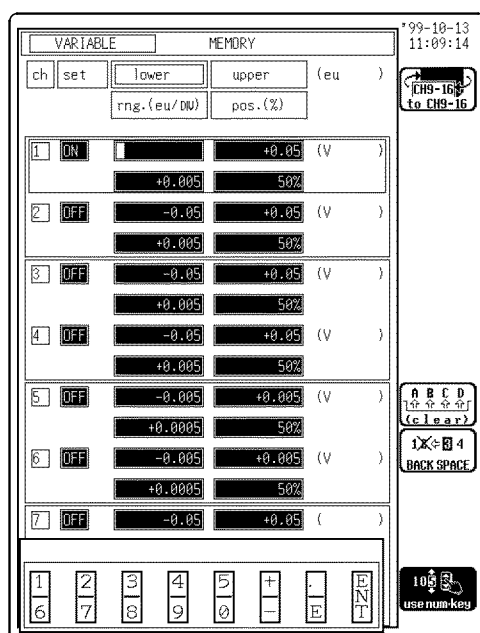 '99-10-13
VARIABLE MEMORY 11:09:14
ch set lower upper (eu )
rng.(eu/DIV) pos.(%)
CH9-16
to CH9-16
1 ON +0.05 (V )
+0.005 50%
2 OFF -0.05 +0.05 (V )
+0.005 50%
3 OFF -0.05 +0.05 (V )
+0.005 50%
4 OFF -0.05 +0.05 (V )
+0.005 50%
5 OFF -0.005 +0.005 (V )
+0.0005 50%
A B C D
(clear)
6 OFF -0.005 +0.005 (V )
+0.0005 50%
4
BACK SPACE
7 OFF -0.05 +0.05 ( )
1 2 3 4 5 + . ENT
6 7 8 9 0 - E
use num-key